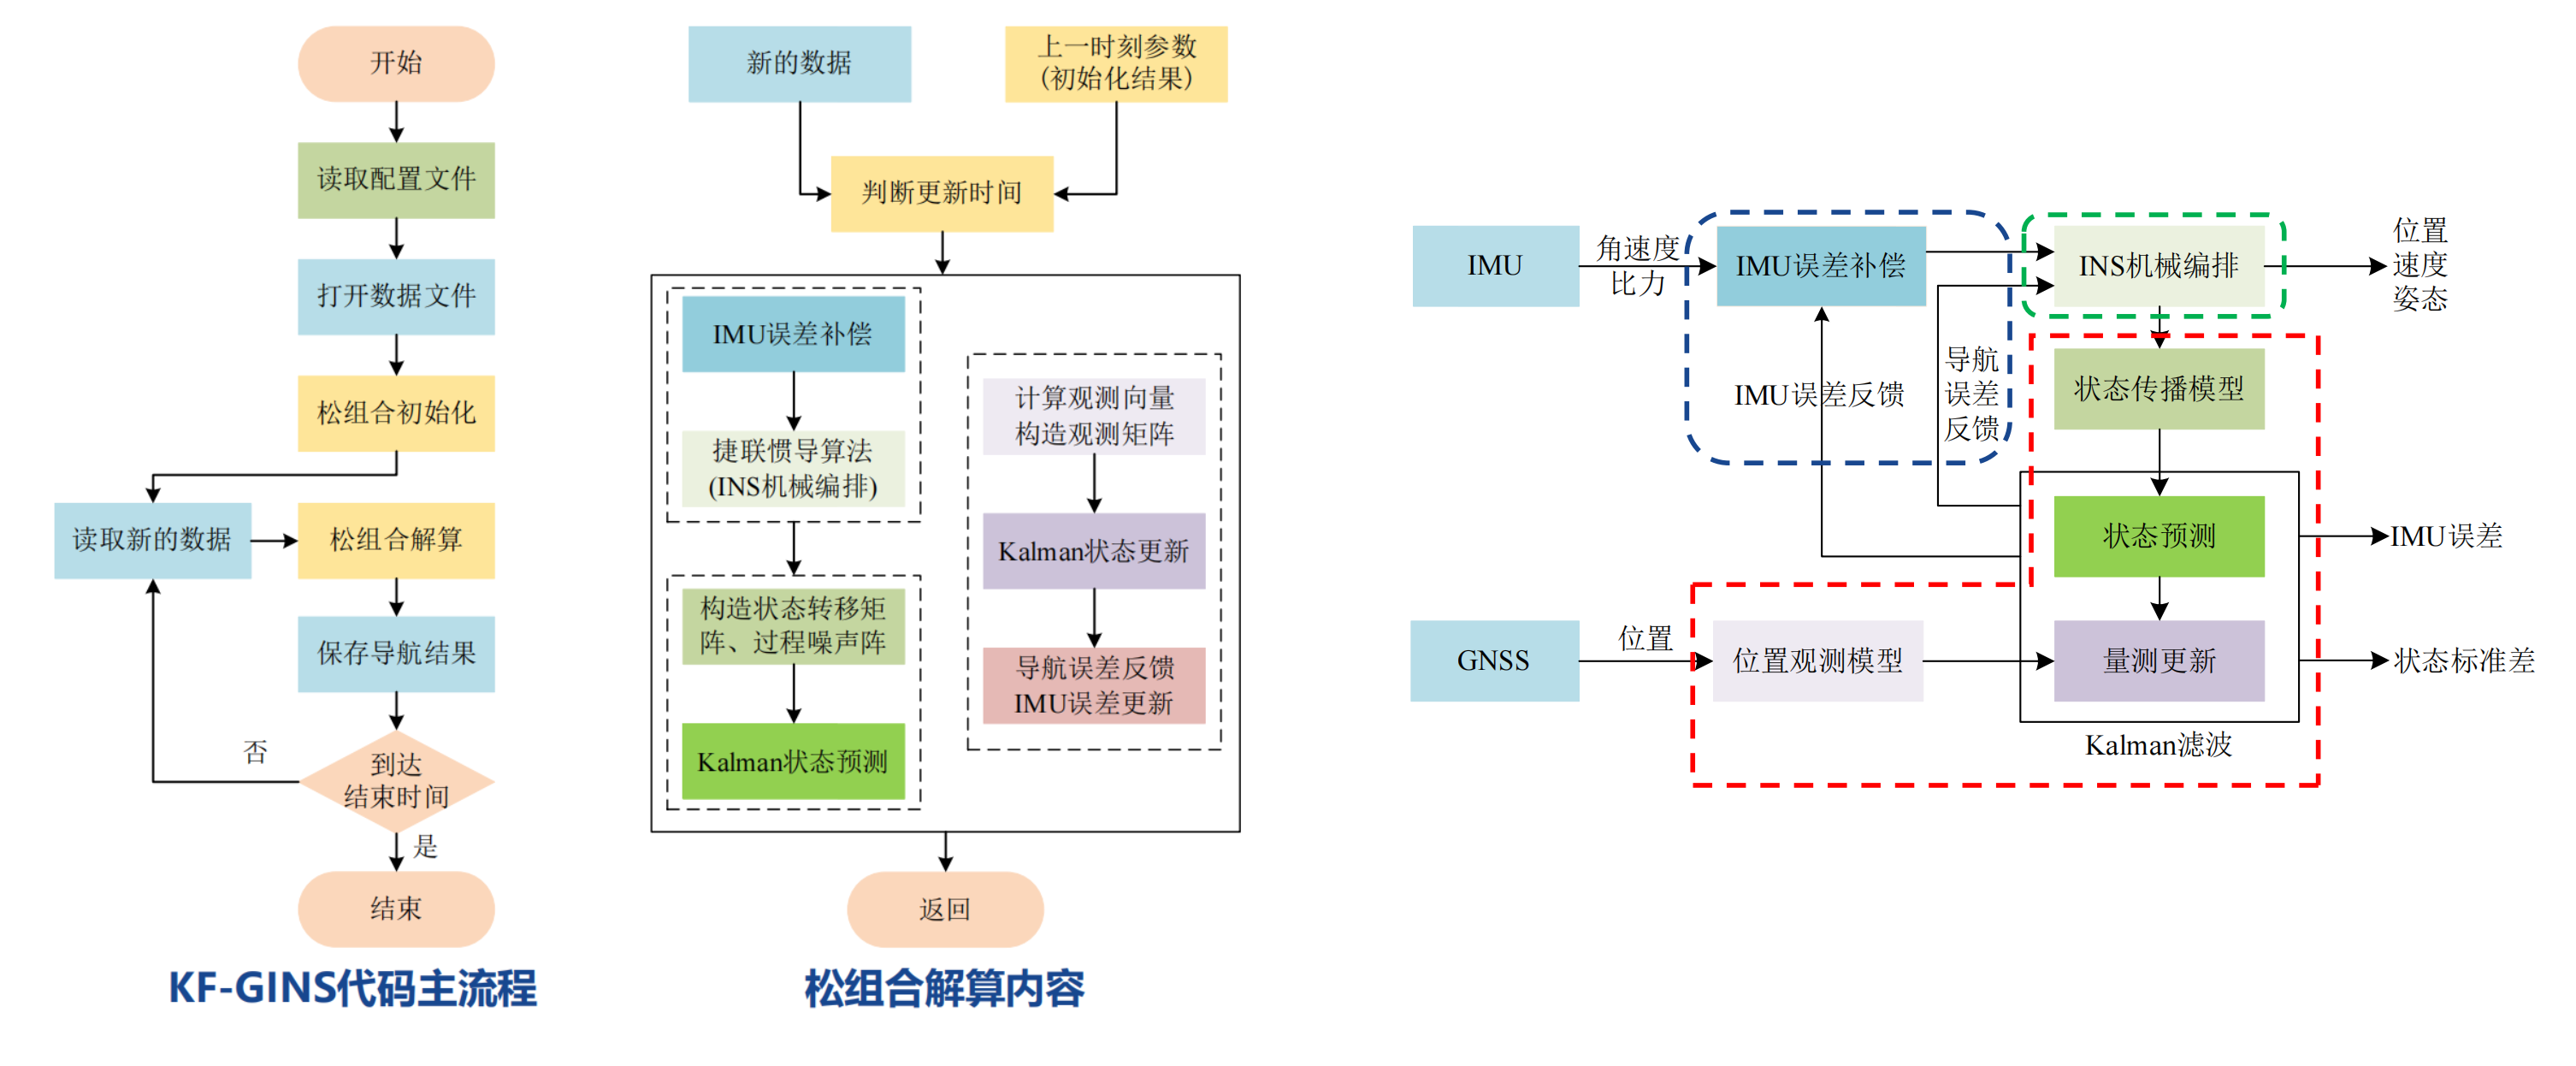 开始
读取配置文件
打开数据文件
松组合初始化
读取新的数据
松组合解算
保存导航结果
到达
结束时间
否
是
结束
KF-GINS代码主流程
新的数据
上一时刻参数
(初始化结果)
判断更新时间
IMU误差补偿
捷联惯导算法
(INS机械编排)
构造状态转移矩
阵、过程噪声阵
Kalman状态预测
计算观测向量
构造观测矩阵
Kalman状态更新
导航误差反馈
IMU误差更新
返回
松组合解算内容
IMU
角速度
比力
IMU误差补偿
INS机械编排
位置
速度
姿态
IMU误差反馈
导航
误差
反馈
状态传播模型
状态预测
IMU误差
GNSS
位置
位置观测模型
量测更新
状态标准差
Kalman滤波